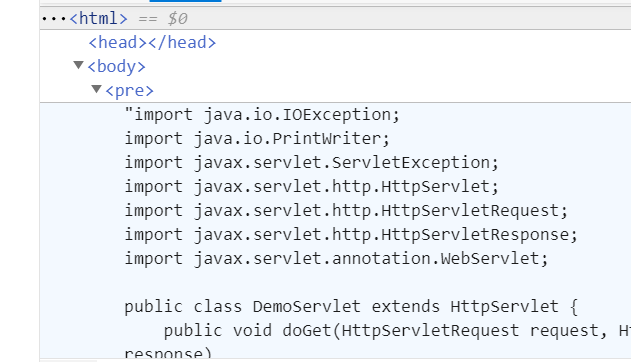 ···<html> == $0
<head></head>
▼<body>
▼<pre>
"import java.io.IOException;
import java.io.PrintWriter;
import javax.servlet.ServletException;
import javax.servlet.http.HttpServlet;
import javax.servlet.http.HttpServletRequest;
import javax.servlet.http.HttpServletResponse;
import javax.servlet.annotation.WebServlet;
public class DemoServlet extends HttpServlet {
public void doGet(HttpServletRequest request,
response)